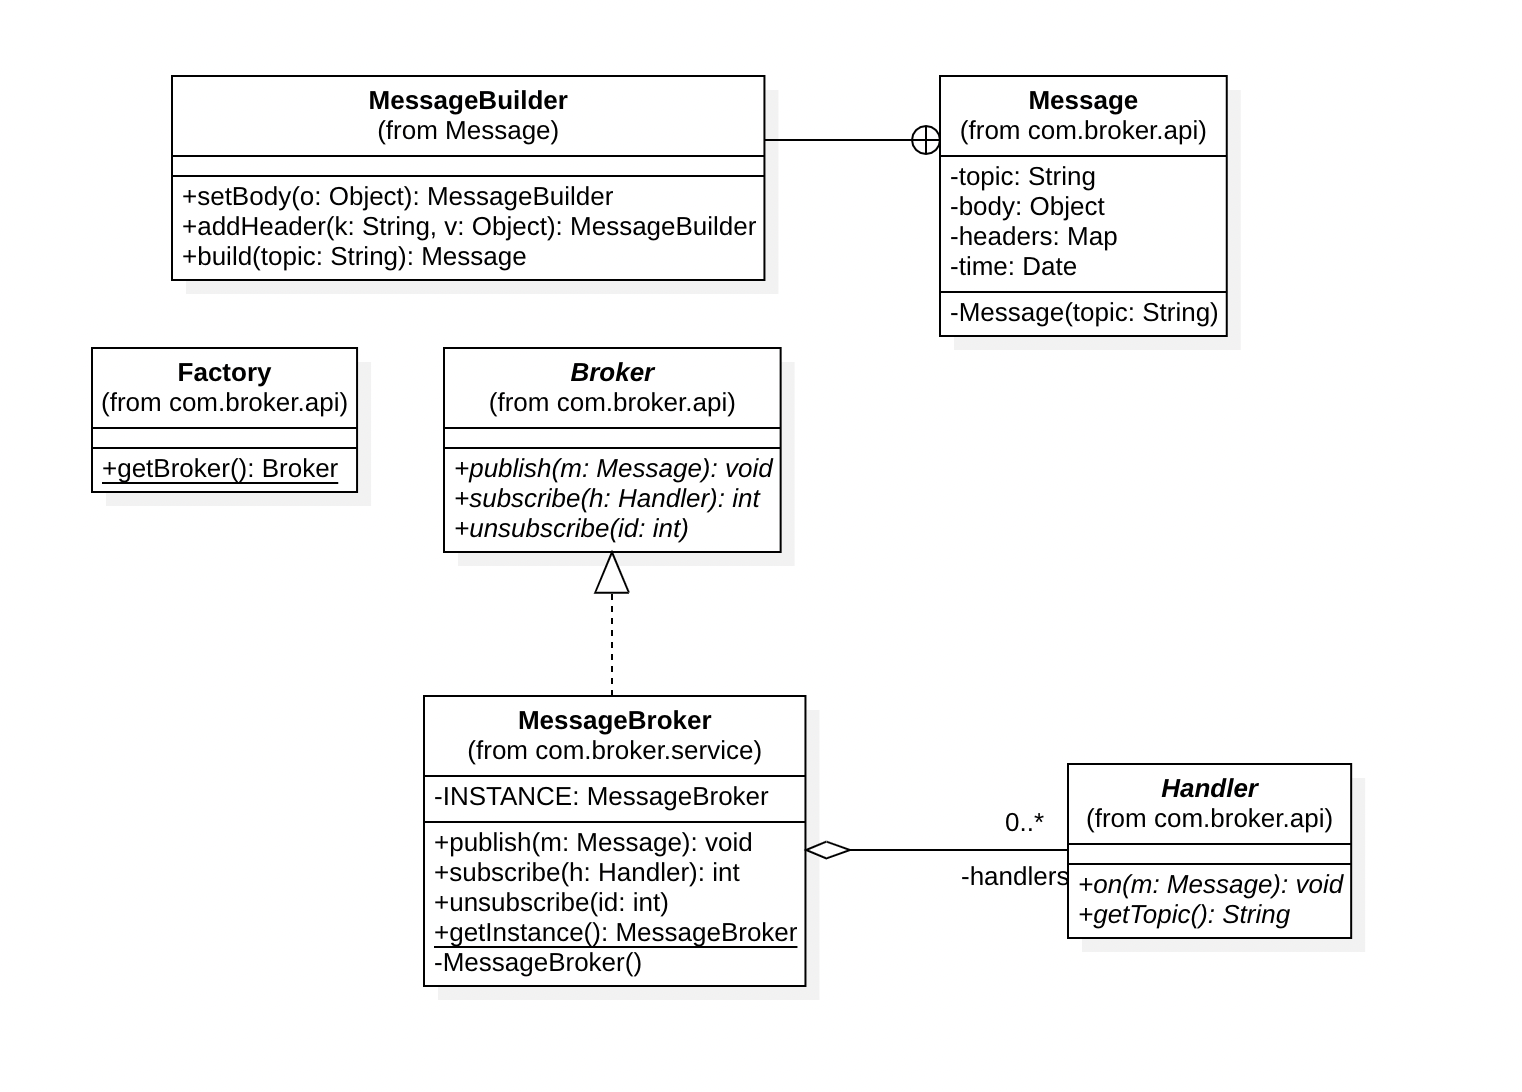 MessageBuilder
(from Message)
+setBody(o: Object): MessageBuilder
+addHeader(k: String, v: Object): MessageBuilder
+build(topic: String): Message
Message
(from com.broker.api)
-topic: String
-body: Object
-headers: Map
-time: Date
-Message(topic: String)
Factory
(from com.broker.api)
+getBroker(): Broker
Broker
(from com.broker.api)
+publish(m: Message): void
+subscribe(h: Handler): int
+unsubscribe(id: int)
MessageBroker
(from com.broker.service)
-INSTANCE: MessageBroker
+publish(m: Message): void
+subscribe(h: Handler): int
+unsubscribe(id: int)
+getInstance(): MessageBroker
-MessageBroker()
0..*
-handlers
Handler
(from com.broker.api)
+on(m: Message): void
+getTopic(): String